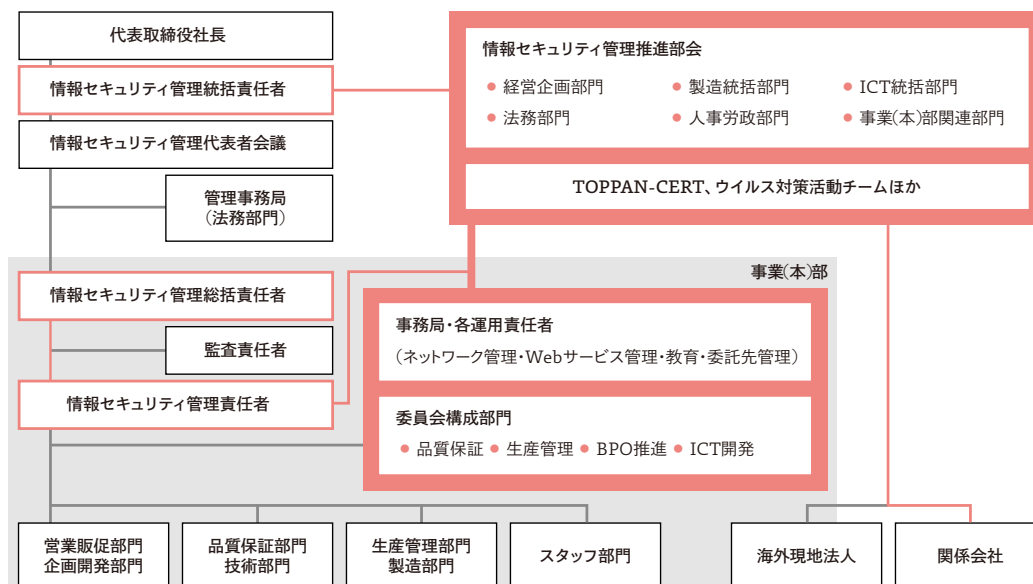 代表取締役社長
情報セキュリティ管理統括責任者
情報セキュリティ管理代表者会議
管理事務局
(法務部門)
情報セキュリティ管理推進部会
● 経営企画部門 ● 製造統括部門 ● ICT統括部門
● 法務部門 ● 人事労政部門 ● 事業(本)部関連部門
TOPPAN-CERT、ウイルス対策活動チームほか
事業(本)部
情報セキュリティ管理総括責任者
監査責任者
情報セキュリティ管理責任者
事務局・各運用責任者
(ネットワーク管理・Webサービス管理・教育・委託先管理)
委員会構成部門
● 品質保証 ● 生産管理 ● BPO推進 ● ICT開発
営業販促部門
企画開発部門
品質保証部門
技術部門
生産管理部門
製造部門
スタッフ部門
海外現地法人
関係会社